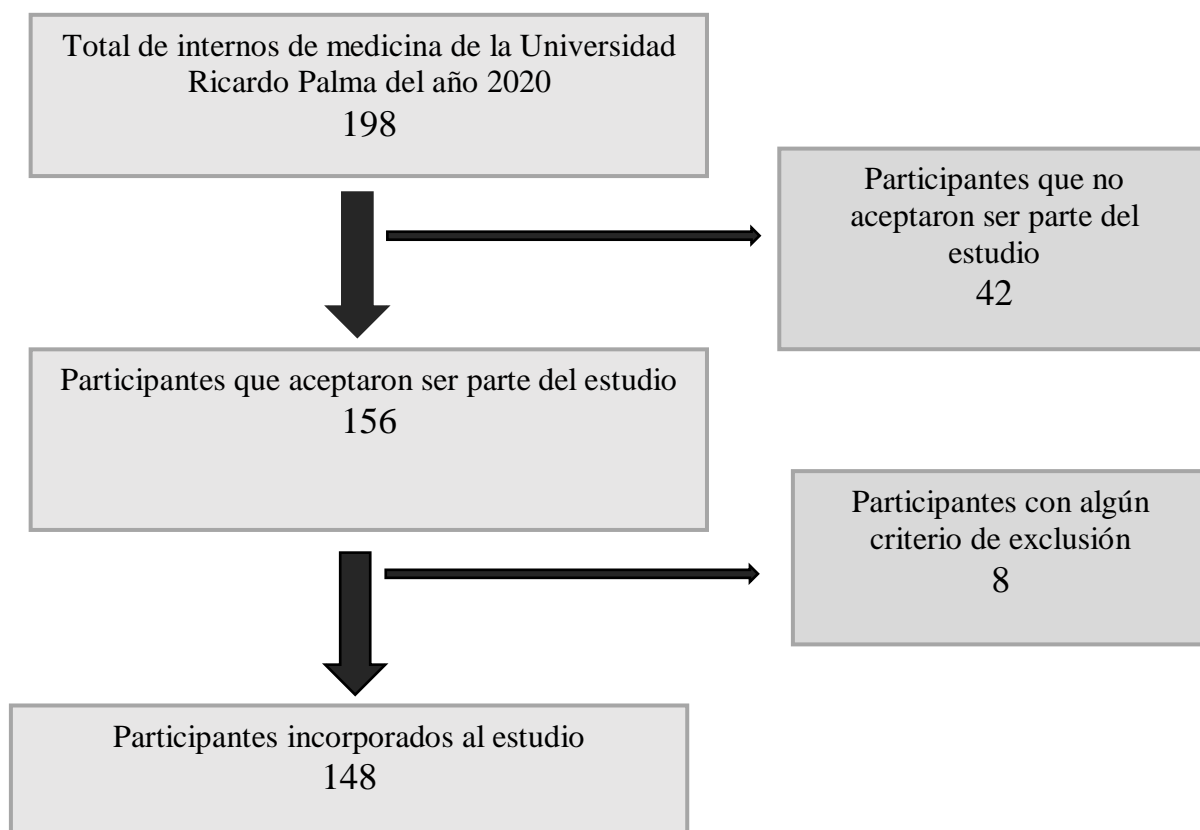 Total de internos de medicina de la Universidad
Ricardo Palma del año 2020
198
Participantes que no
aceptaron ser parte del
estudio
42
Participantes que aceptaron ser parte del estudio
156
Participantes con algún
criterio de exclusión
8
Participantes incorporados al estudio
148